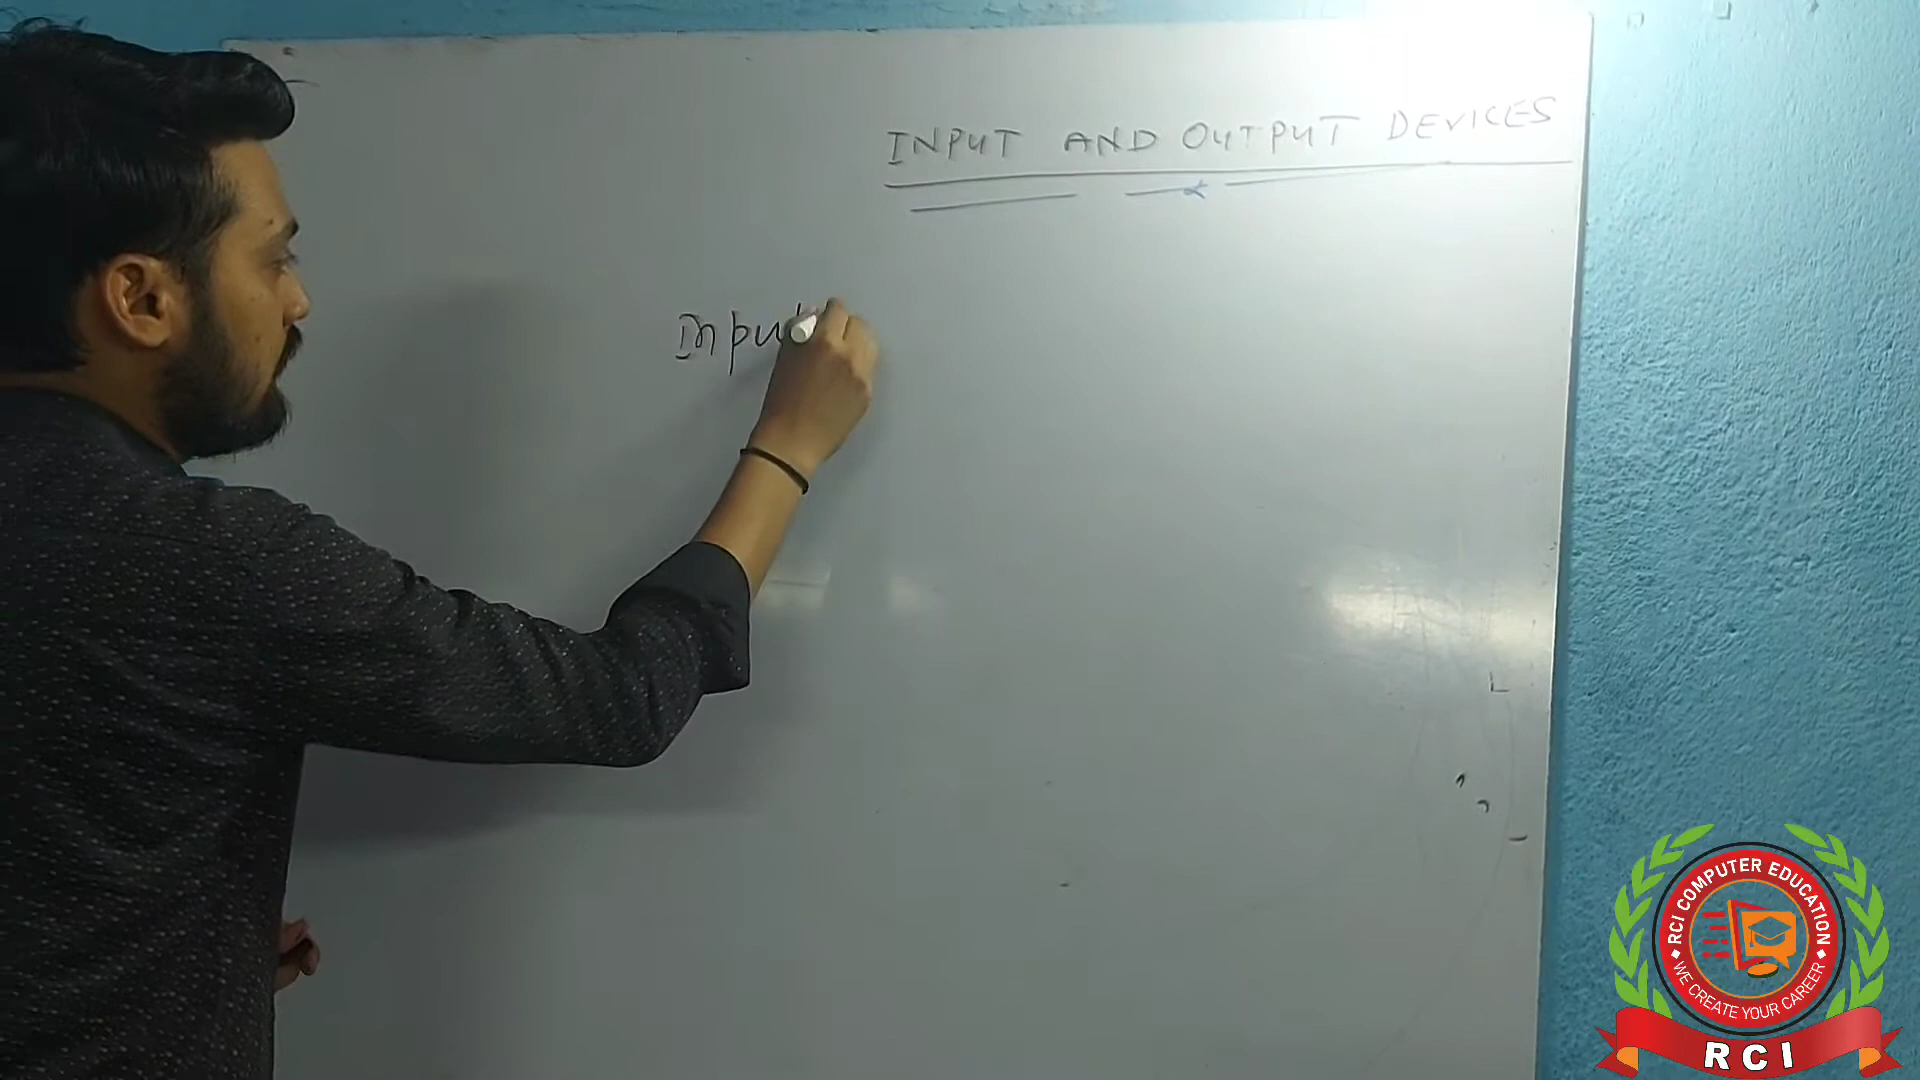 INPUT AND OUTPUT DEVICES
Input
RCI COMPUTER EDUCATION
WE CREATE YOUR CAREER
RCI